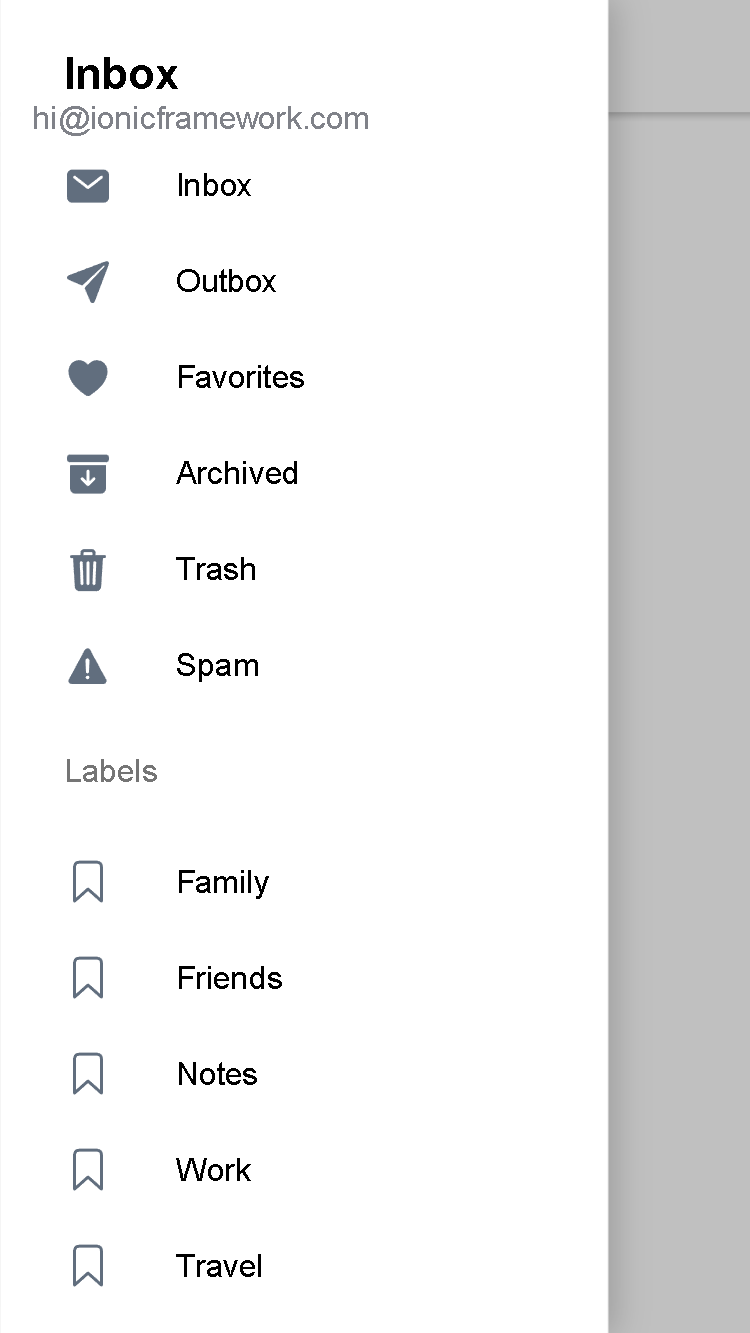 Inbox
hi@ionicframework.com
Inbox
Outbox
Favorites
Archived
Trash
Spam
Labels
Family
Friends
Notes
Work
Travel